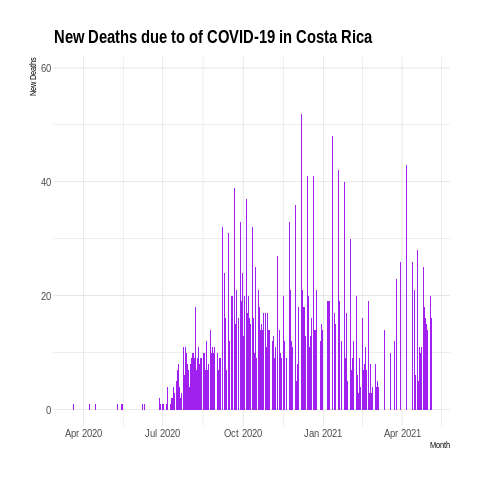 New Deaths due to of COVID-19 in Costa Rica
New Deaths
60
40
20
0
Apr 2020 Jul 2020 Oct 2020 Jan 2021 Apr 2021
Month